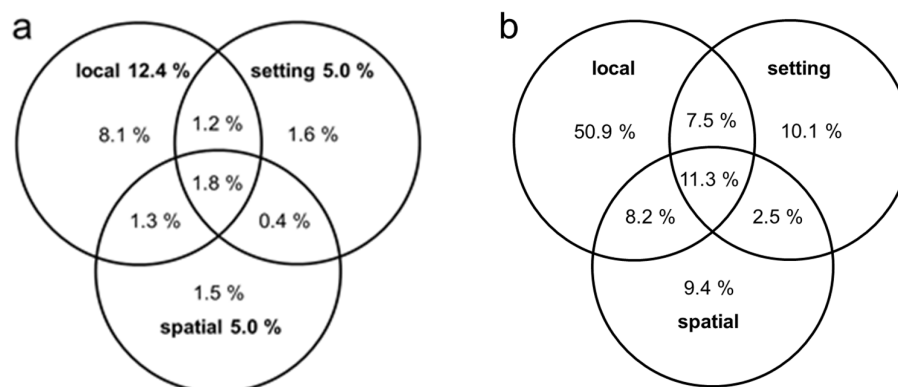 a
local 12.4 %
setting 5.0 %
8.1 %
1.2 %
1.6 %
1.8 %
1.3 %
0.4 %
1.5 %
spatial 5.0 %
b
local
setting
50.9 %
7.5 %
10.1 %
11.3 %
8.2 %
2.5 %
9.4 %
spatial